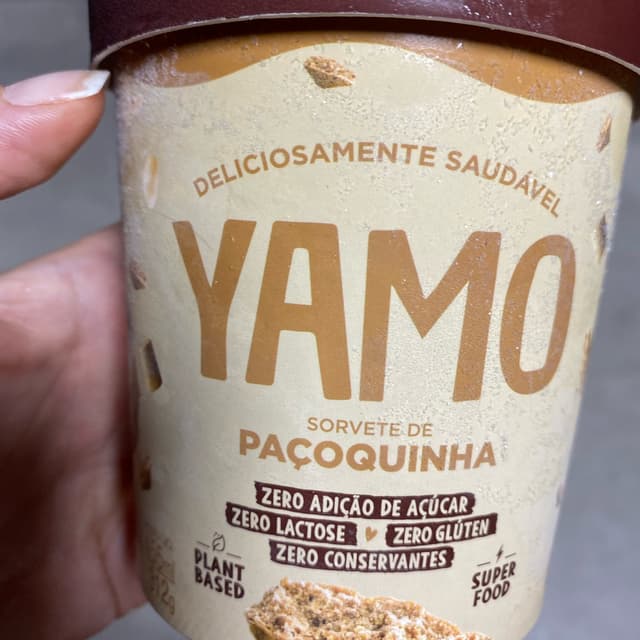 DELICIOSAMENTE SAUDÁVEL
YAMO
SORVETE DE
PAÇOQUINHA
ZERO ADIÇÃO DE AÇÚCAR
ZERO LACTOSE ZERO GLÚTEN
ZERO CONSERVANTES
PLANT
BASED
SUPER
FOOD